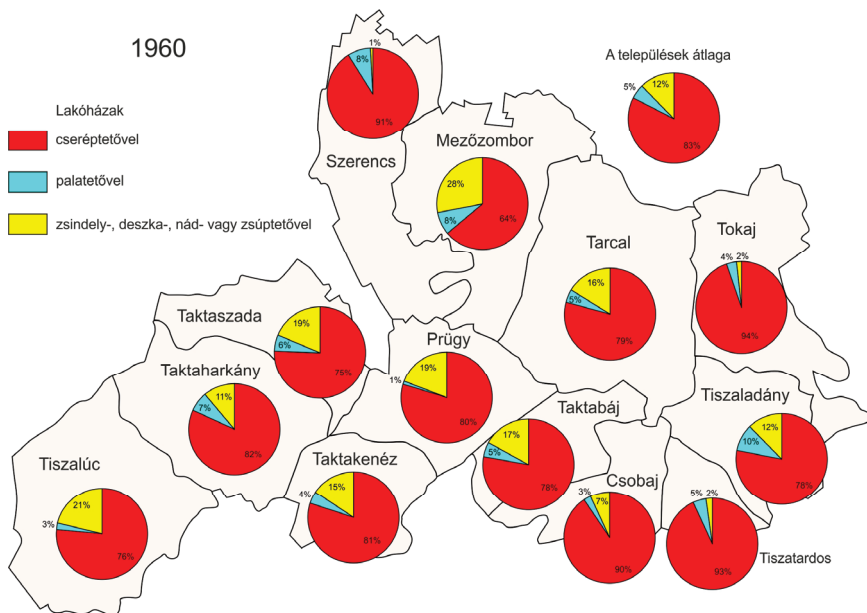 1960
Lakóházak
cseréptetővel
palatetővel
zsindely-, deszka-, nád- vagy zsúptetővel
A települések átlaga
5%
12%
83%
1%
8%
91%
Szerencs
Mezőzombor
28%
8%
64%
Tarcal
16%
5%
79%
Tokaj
4%
2%
94%
Taktaszada
19%
6%
76%
Taktaharkány
11%
7%
82%
Prügy
19%
1%
80%
Taktabáj
17%
5%
78%
Tiszaladány
12%
10%
78%
Tiszalúc
21%
3%
76%
Taktakenéz
15%
4%
81%
Csobaj
3%
7%
90%
5%
2%
93%
Tiszatardos